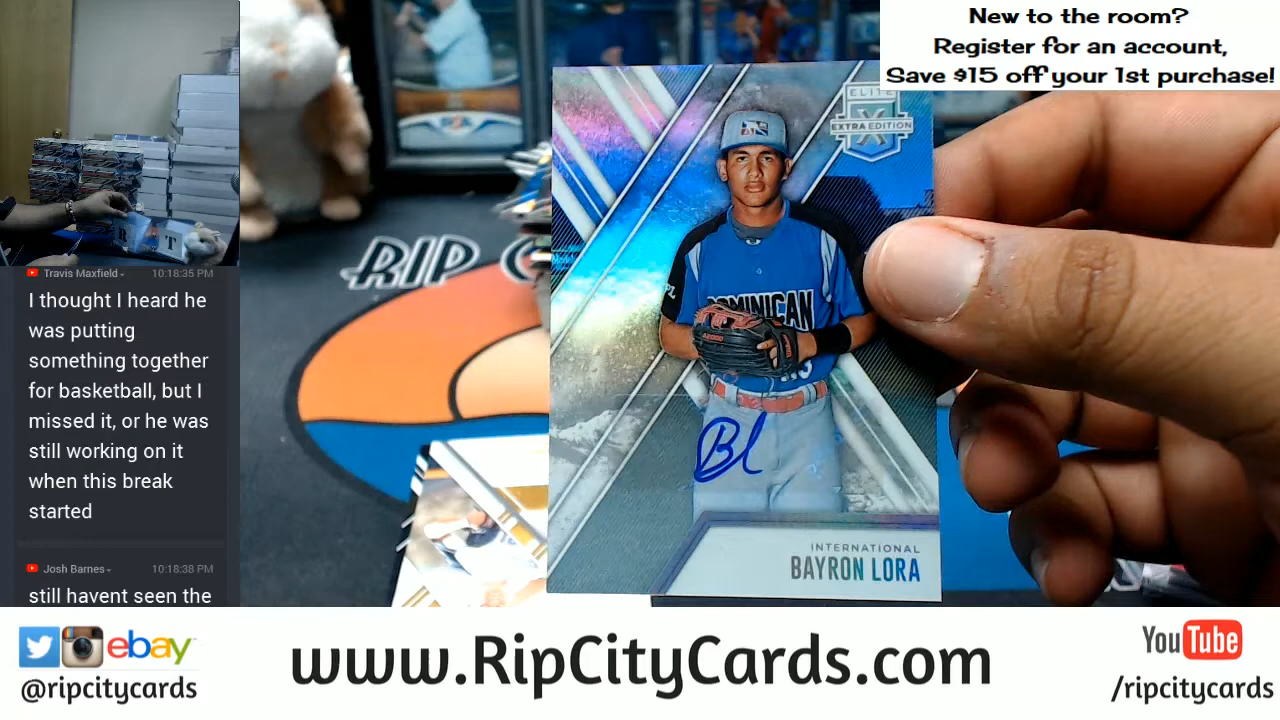 New to the room?
Register for an account,
Save $15 off your 1st purchase!
Travis Maxfield
10:18:35 PM
I thought I heard he
was putting
something together
for basketball, but I
missed it, or he was
still working on it
when this break
started
Josh Barnes
10:18:38 PM
still havent seen the
RIP C
ELITE
X
EXTRA EDITION
DOMINICAN
BL
INTERNATIONAL
BAYRON LORA
R
T
ebay
@ripcitycards
www.RipCityCards.com
YouTube
/ripcitycards